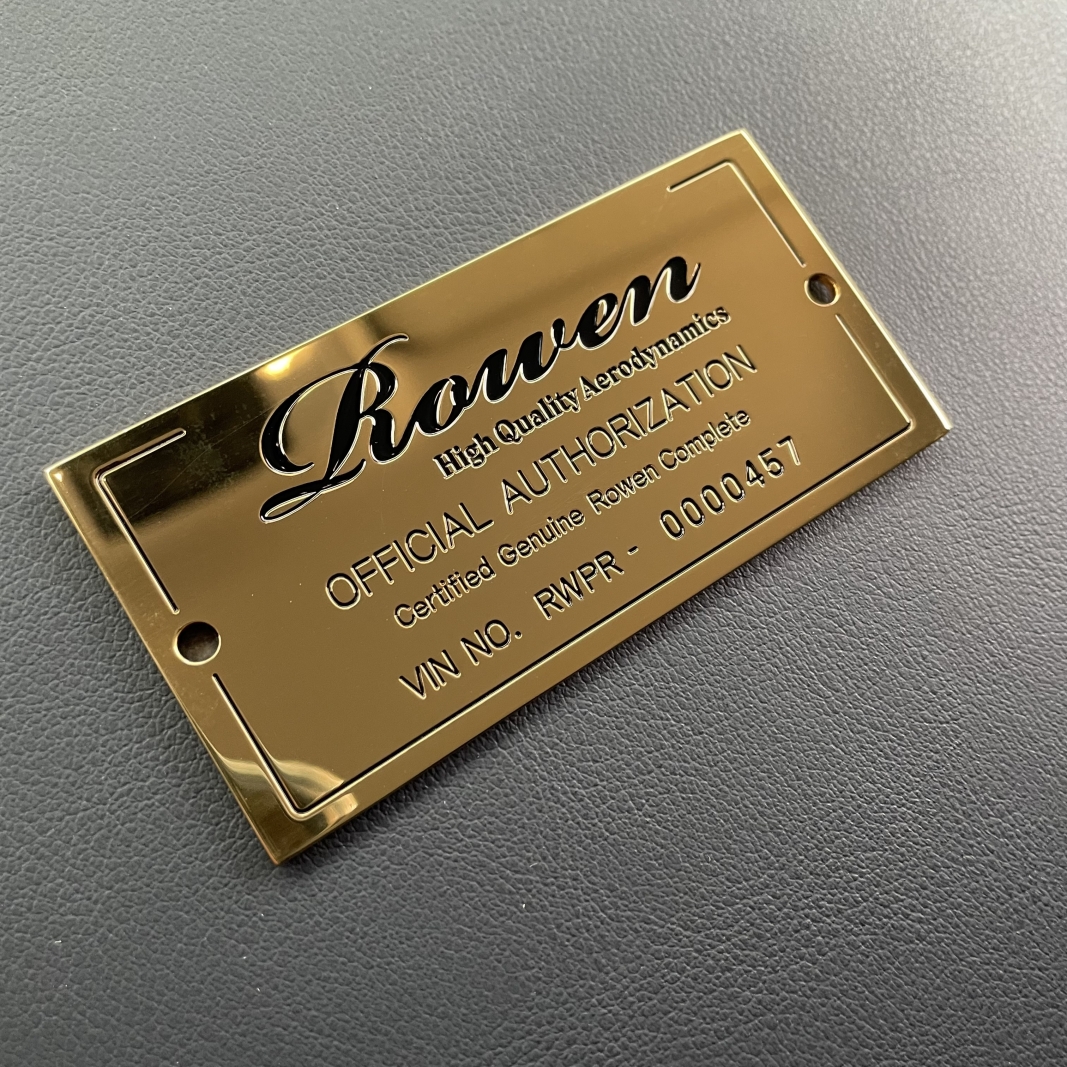 Rowen
High Quality Aerodynamics
OFFICIAL AUTHORIZATION
Certified Genuine Rowen Complete
VIN NO. RWPR - 0000457